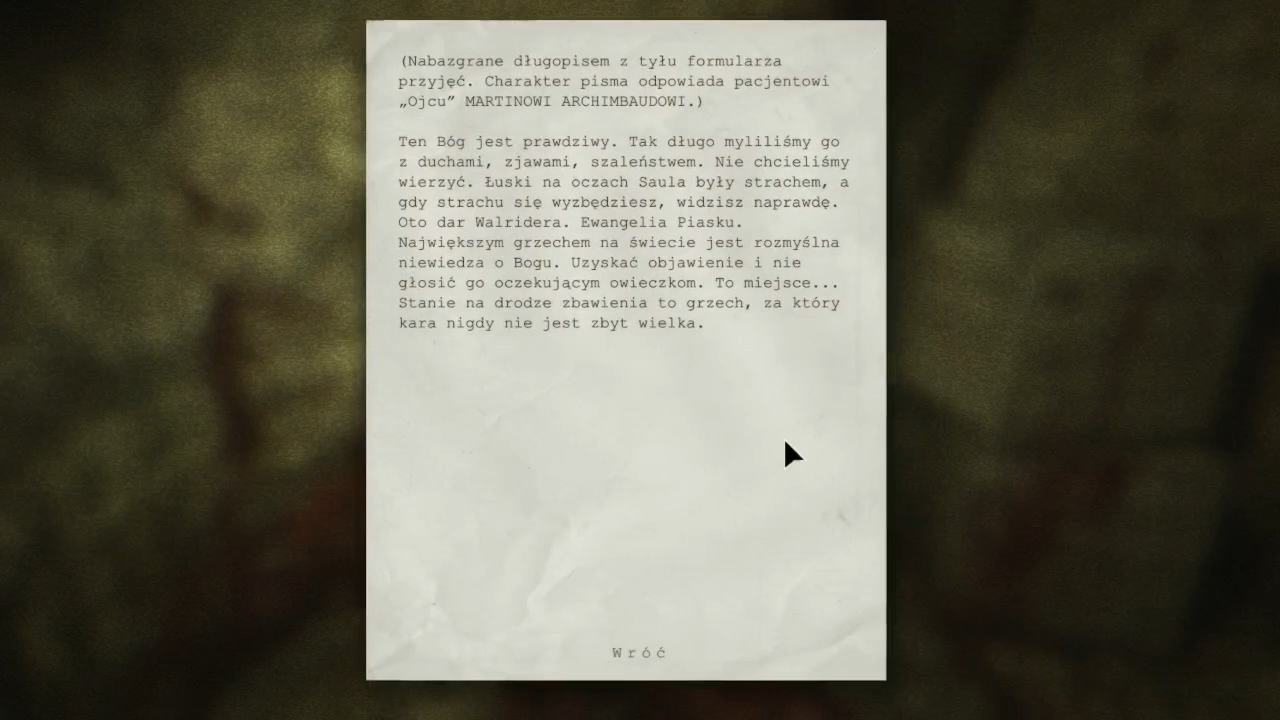 (Nabazgrane długopisem z tyłu formularza
przyjęć. Charakter pisma odpowiada pacjentowi
„Ojcu” MARTINOWI ARCHIMBAUDOWI.)
Ten Bóg jest prawdziwy. Tak długo myliliśmy go
z duchami, zjawami, szaleństwem. Nie chcieliśmy
wierzyć. Łuski na oczach Saula były strachem, a
gdy strachu się wyzbędziesz, widzisz naprawdę.
Oto dar Walridera. Ewangelia Piasku.
Największym grzechem na świecie jest rozmyślna
niewiedza o Bogu. Uzyskać objawienie i nie
głosić go oczekującym owieczkom. To miejsce...
Stanie na drodze zbawienia to grzech, za który
kara nigdy nie jest zbyt wielka.
Wróć